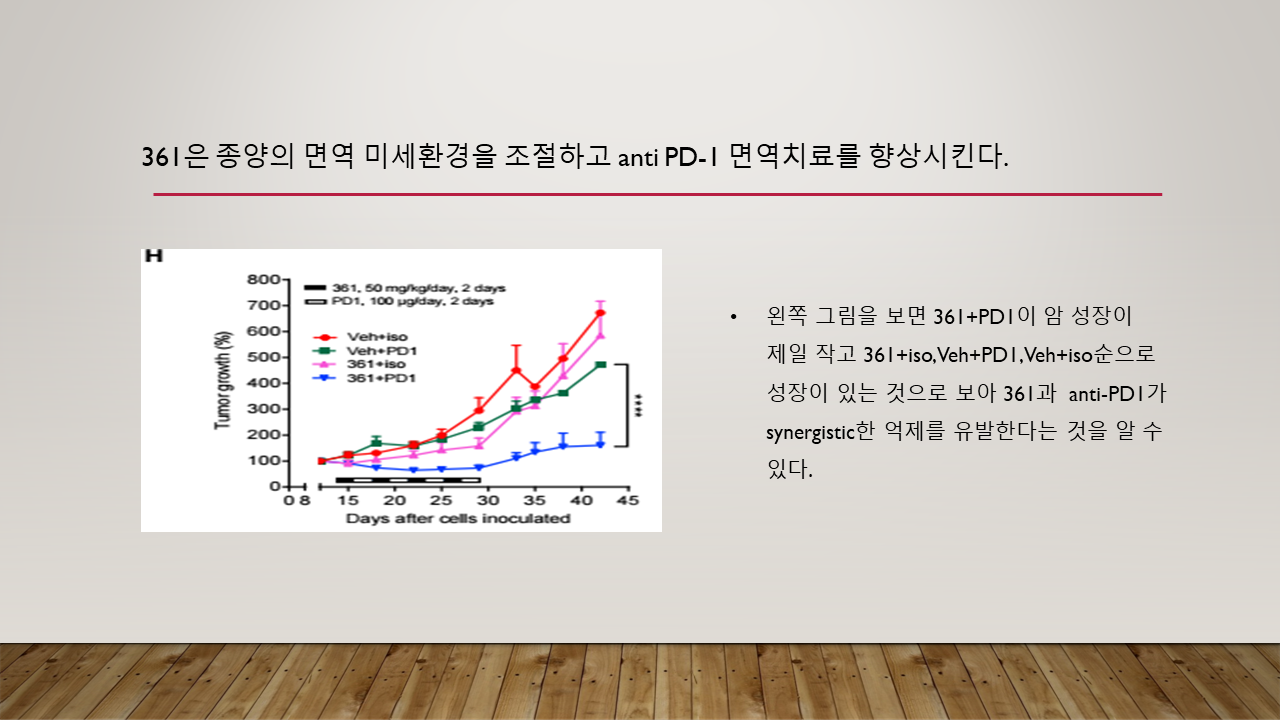 361은 종양의 면역 미세환경을 조절하고 anti PD-1 면역치료를 향상시킨다.
H
800
700
600
500
400
300
200
100
0
Tumor growth (%)
361, 50 mg/kg/day, 2 days
PD1, 100 µg/day, 2 days
Veh+iso
Veh+PD1
361+iso
361+PD1
****
0 8 15 20 25 30 35 40 45
Days after cells inoculated
• 왼쪽 그림을 보면 361+PD1이 암 성장이
제일 작고 361+iso,Veh+PD1,Veh+iso순으로
성장이 있는 것으로 보아 361과 anti-PD1가
synergistic한 억제를 유발한다는 것을 알 수
있다.